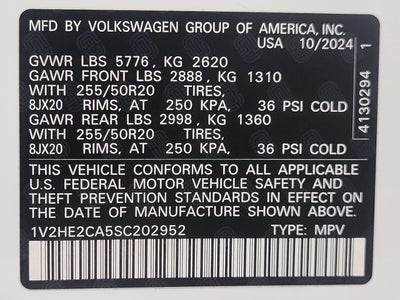 MFD BY VOLKSWAGEN GROUP OF AMERICA, INC.
USA 10/2024
GVWR LBS 5776, KG 2620
GAWR FRONT LBS 2888, KG 1310
WITH 255/50R20 TIRES,
8JX20 RIMS, AT 250 KPA, 36 PSI COLD
GAWR REAR LBS 2998, KG 1360
WITH 255/50R20 TIRES,
8JX20 RIMS, AT 250 KPA, 36 PSI COLD
4130294 1
THIS VEHICLE CONFORMS TO ALL APPLICABLE
U.S. FEDERAL MOTOR VEHICLE SAFETY AND
THEFT PREVENTION STANDARDS IN EFFECT ON
THE DATE OF MANUFACTURE SHOWN ABOVE.
1V2HE2CA5SC202952 TYPE: MPV